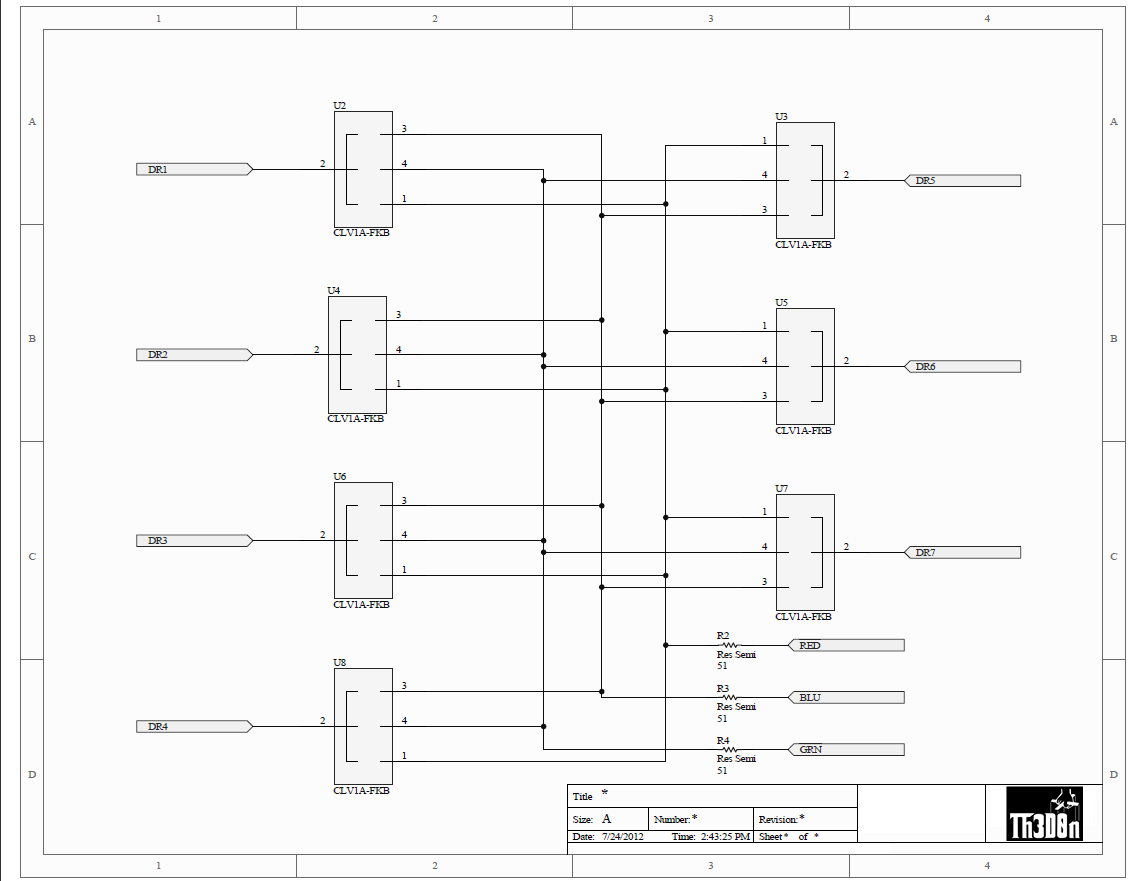 1 2 3 4
A A
B B
C C
D D
U2
3
DR1 2 4
1
CLV1A-FKB
U3
1
4 2 DR5
3
CLV1A-FKB
U4
3
DR2 2 4
1
CLV1A-FKB
U5
1
4 2 DR6
3
CLV1A-FKB
U6
3
DR3 2 4
1
CLV1A-FKB
U7
1
4 2 DR7
3
CLV1A-FKB
U8
3
DR4 2 4
1
CLV1A-FKB
R2
RED
Res Semi
51
R3
BLU
Res Semi
51
R4
GRN
Res Semi
51
Title *
Size: A Number:* Revision:*
Date: 7/24/2012 Time: 2:43:25 PM Sheet* of *
Th3D0n
1 2 3 4